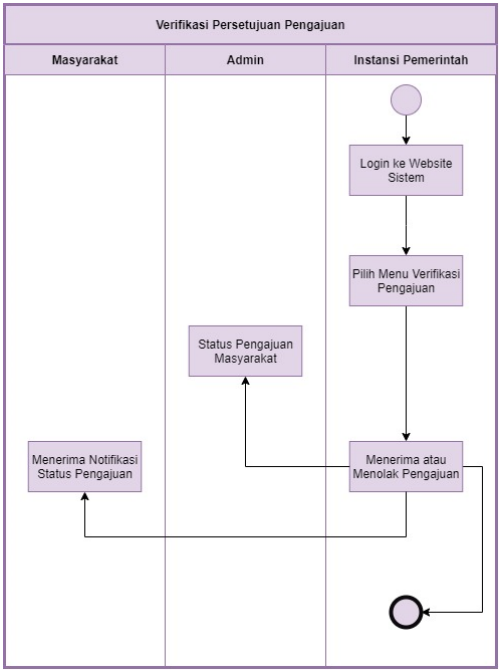 Verifikasi Persetujuan Pengajuan
Masyarakat
Admin
Instansi Pemerintah
Login ke Website
Sistem
Pilih Menu Verifikasi
Pengajuan
Status Pengajuan
Masyarakat
Menerima Notifikasi
Status Pengajuan
Menerima atau
Menolak Pengajuan